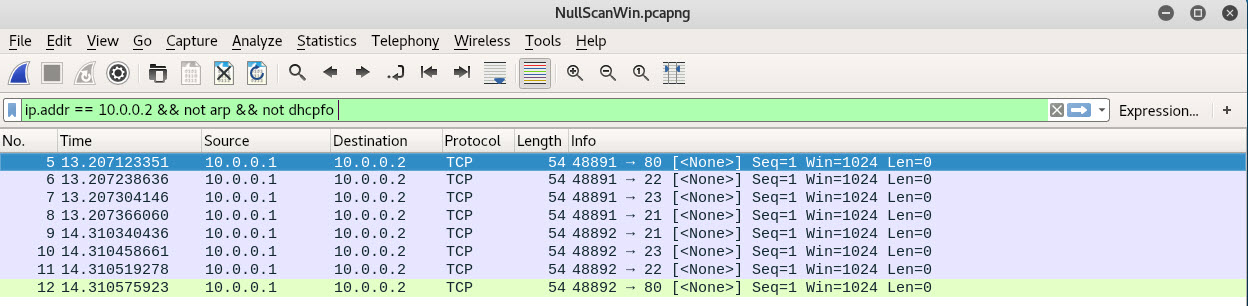 NullScanWin.pcapng
File Edit View Go Capture Analyze Statistics Telephony Wireless Tools Help
ip.addr == 10.0.0.2 && not arp && not dhcpfo
Expression... +
No. Time Source Destination Protocol Length Info
5 13.207123351 10.0.0.1 10.0.0.2 TCP 54 48891 → 80 [<None>] Seq=1 Win=1024 Len=0
6 13.207238636 10.0.0.1 10.0.0.2 TCP 54 48891 → 22 [<None>] Seq=1 Win=1024 Len=0
7 13.207304146 10.0.0.1 10.0.0.2 TCP 54 48891 → 23 [<None>] Seq=1 Win=1024 Len=0
8 13.207366060 10.0.0.1 10.0.0.2 TCP 54 48891 → 21 [<None>] Seq=1 Win=1024 Len=0
9 14.310340436 10.0.0.1 10.0.0.2 TCP 54 48892 → 21 [<None>] Seq=1 Win=1024 Len=0
10 14.310458661 10.0.0.1 10.0.0.2 TCP 54 48892 → 23 [<None>] Seq=1 Win=1024 Len=0
11 14.310519278 10.0.0.1 10.0.0.2 TCP 54 48892 → 22 [<None>] Seq=1 Win=1024 Len=0
12 14.310575923 10.0.0.1 10.0.0.2 TCP 54 48892 → 80 [<None>] Seq=1 Win=1024 Len=0